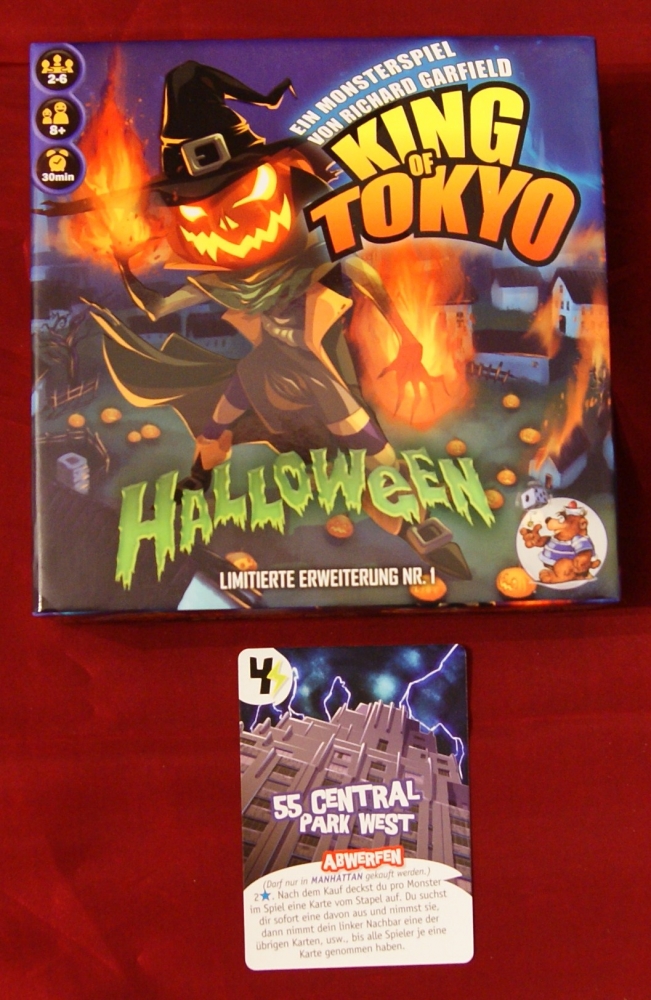 2-6
8+
30min
EIN MONSTERSPIEL
VON RICHARD GARFIELD
KING
OF
TOKYO
HALLOWeEN
LIMITIERTE ERWEITERUNG NR. 1
4
55 CENTRAL
PARK WEST
ABWERFEN
(Darf nur in MANHATTAN gekauft werden.)
2★. Nach dem Kauf deckst du pro Monster
im Spiel eine Karte vom Stapel auf. Du suchst
dir sofort eine davon aus und nimmst sie,
dann nimmt dein linker Nachbar eine der
übrigen Karten, usw., bis alle Spieler je eine
Karte genommen haben.